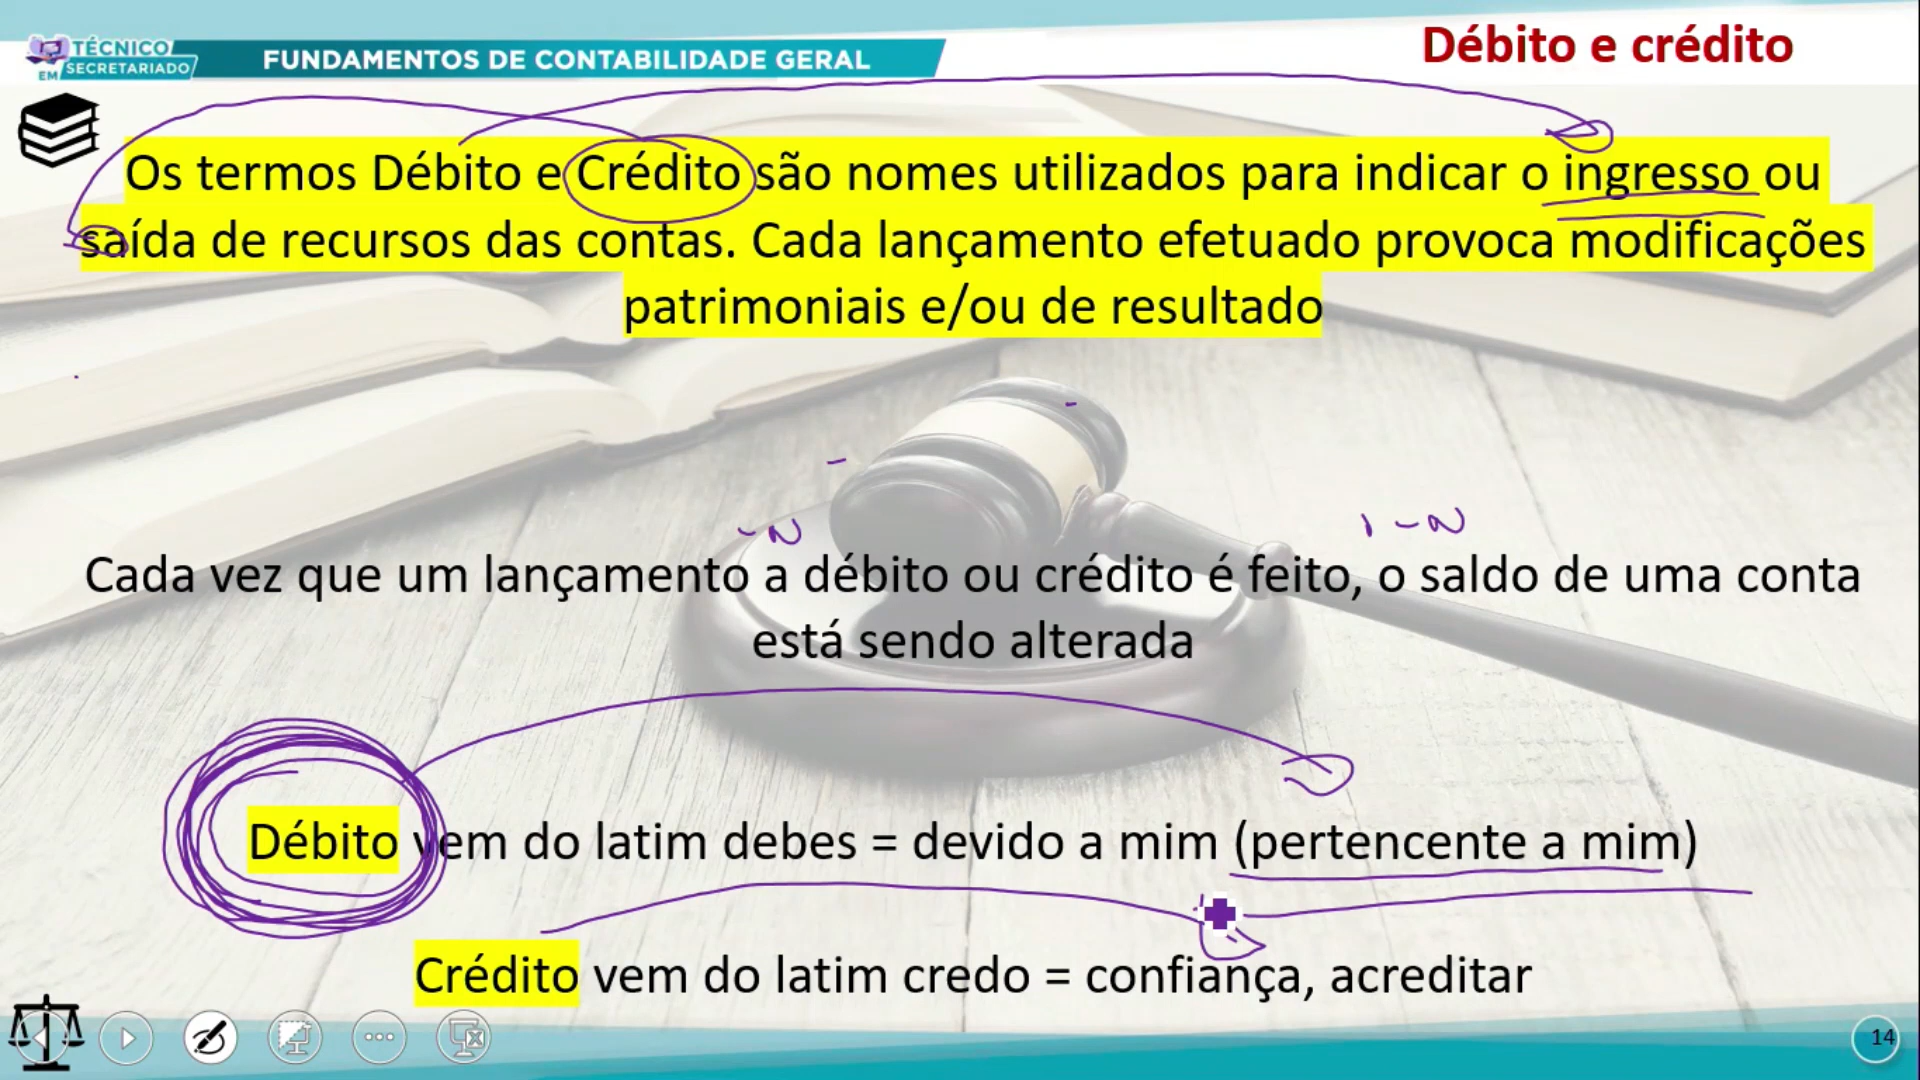 TÉCNICO
EM SECRETARIADO
FUNDAMENTOS DE CONTABILIDADE GERAL
Débito e crédito
Os termos Débito e Crédito são nomes utilizados para indicar o ingresso ou
saída de recursos das contas. Cada lançamento efetuado provoca modificações
patrimoniais e/ou de resultado
Cada vez que um lançamento a débito ou crédito é feito, o saldo de uma conta
está sendo alterada
Débito vem do latim debes = devido a mim (pertencente a mim)
Crédito vem do latim credo = confiança, acreditar
14